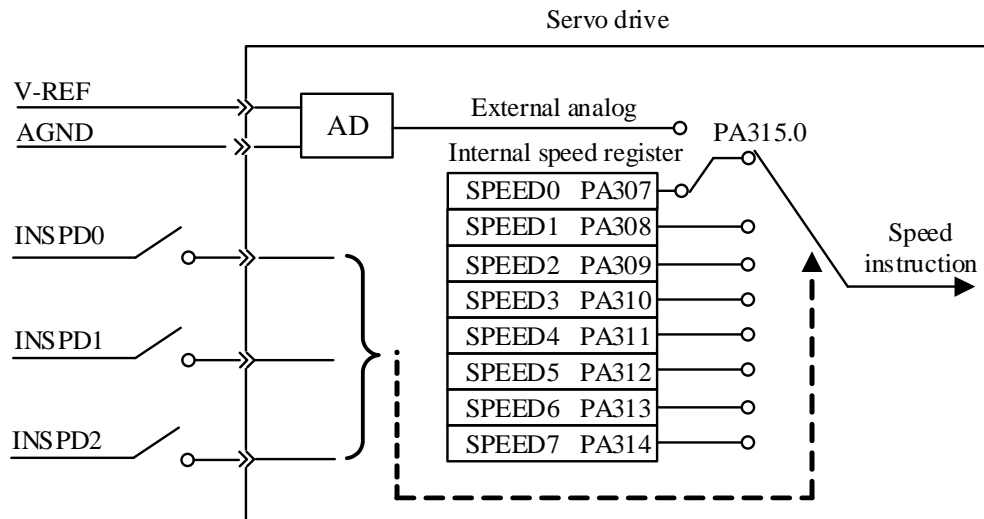 Servo drive
V-REF
AGND
AD
External analog
PA315.0
Internal speed register
SPEED0 PA307
SPEED1 PA308
SPEED2 PA309
SPEED3 PA310
SPEED4 PA311
SPEED5 PA312
SPEED6 PA313
SPEED7 PA314
INSPD0
INSPD1
INSPD2
Speed
instruction